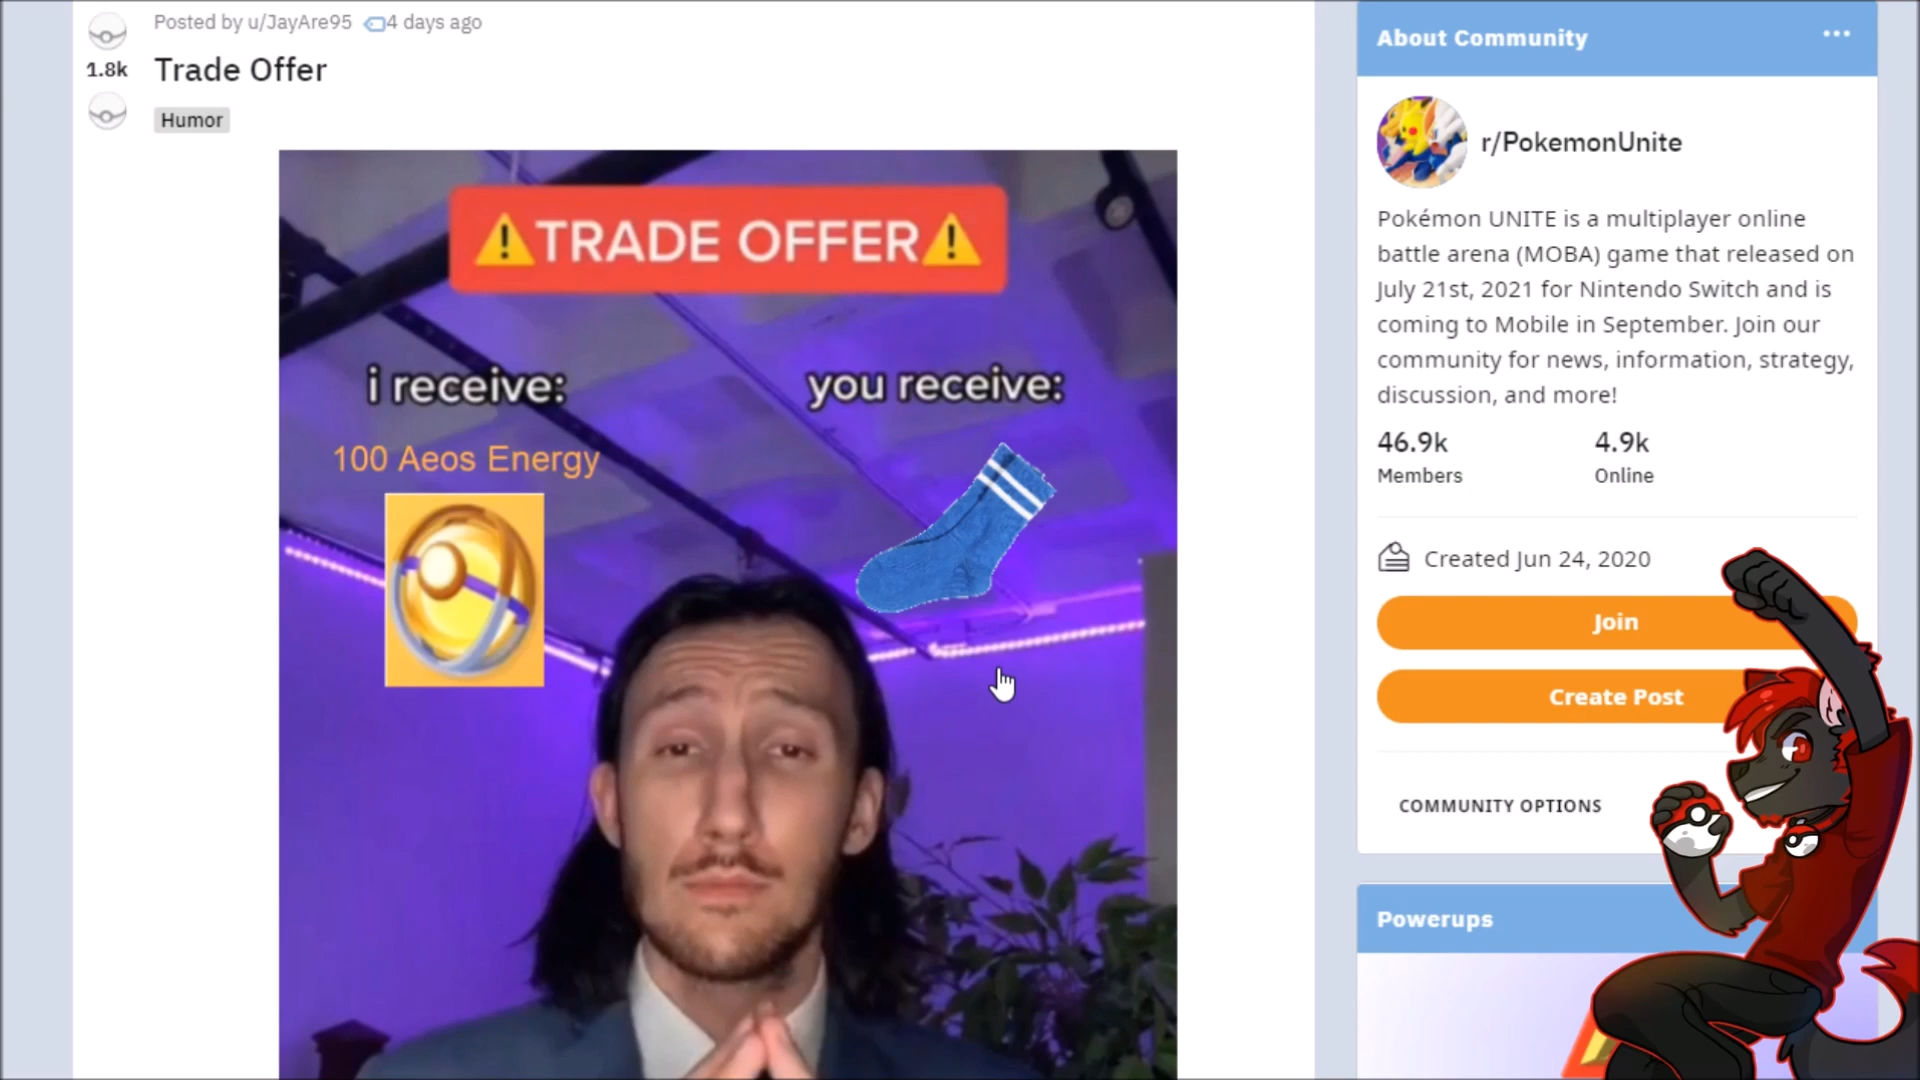 Posted by u/JayAre95 4 days ago
1.8k
Trade Offer
Humor
TRADE OFFER
i receive:
you receive:
100 Aeos Energy
About Community
r/PokemonUnite
Pokémon UNITE is a multiplayer online
battle arena (MOBA) game that released on
July 21st, 2021 for Nintendo Switch and is
coming to Mobile in September. Join our
community for news, information, strategy,
discussion, and more!
46.9k
4.9k
Members
Online
Created Jun 24, 2020
Join
Create Post
COMMUNITY OPTIONS
Powerups